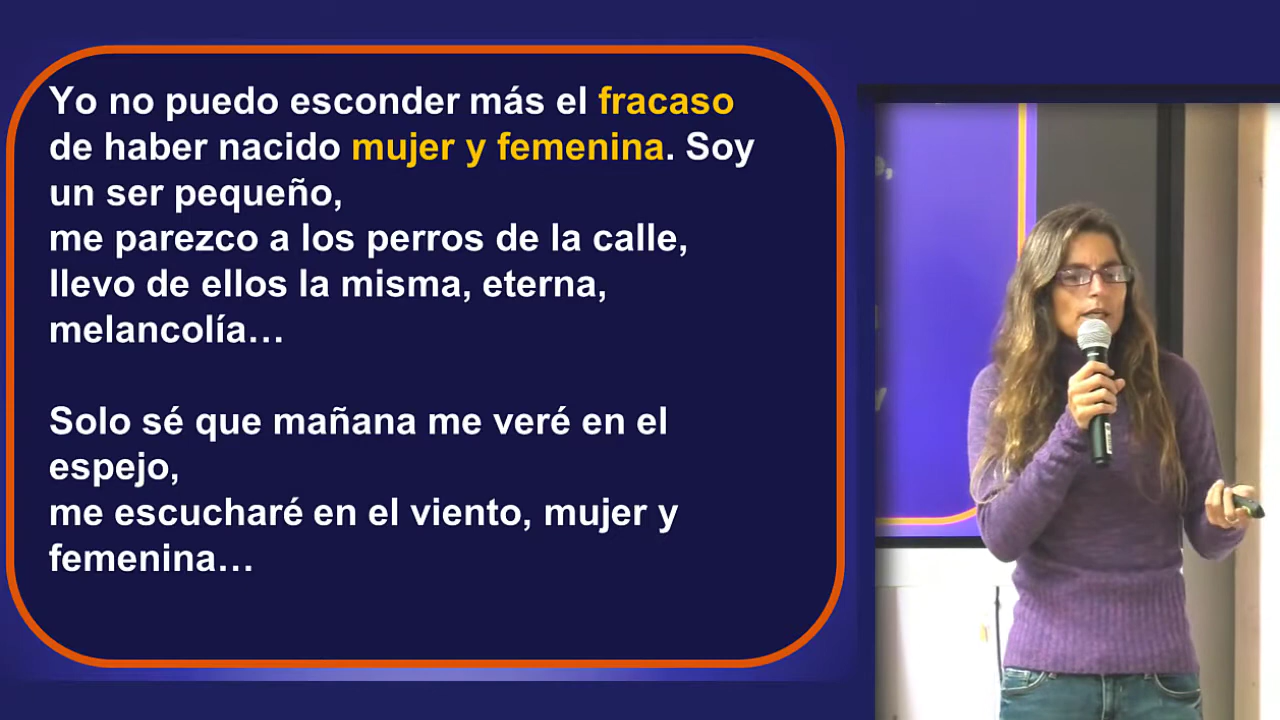 Yo no puedo esconder más el fracaso
de haber nacido mujer y femenina. Soy
un ser pequeño,
me parezco a los perros de la calle,
llevo de ellos la misma, eterna,
melancolía…
Solo sé que mañana me veré en el
espejo,
me escucharé en el viento, mujer y
femenina…